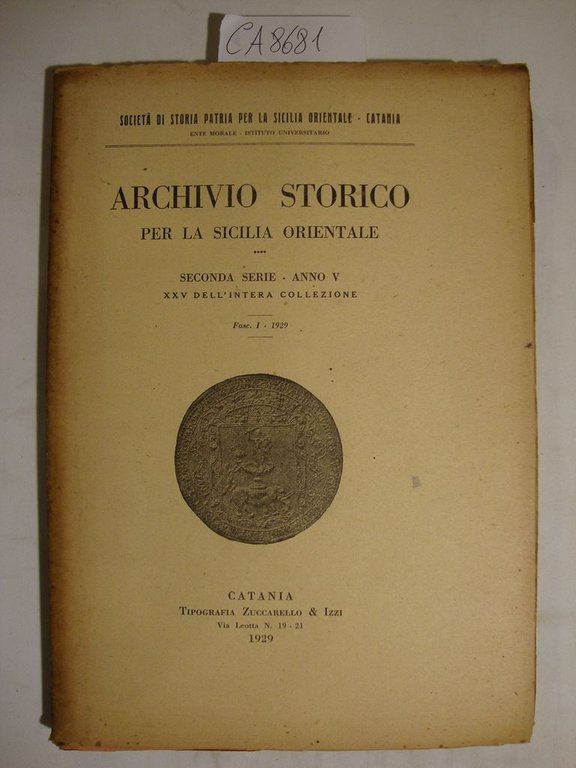 CA8681
SOCIETÀ DI STORIA PATRIA PER LA SICILIA ORIENTALE - CATANIA
ENTE MORALE - ISTITUTO UNIVERSITARIO
ARCHIVIO STORICO
PER LA SICILIA ORIENTALE
SECONDA SERIE - ANNO V
XXV DELL'INTERA COLLEZIONE
Fasc. I - 1929
CATANIA
TIPOGRAFIA ZUCCARELLO & IZZI
Via Leotta N. 19 - 21
1929